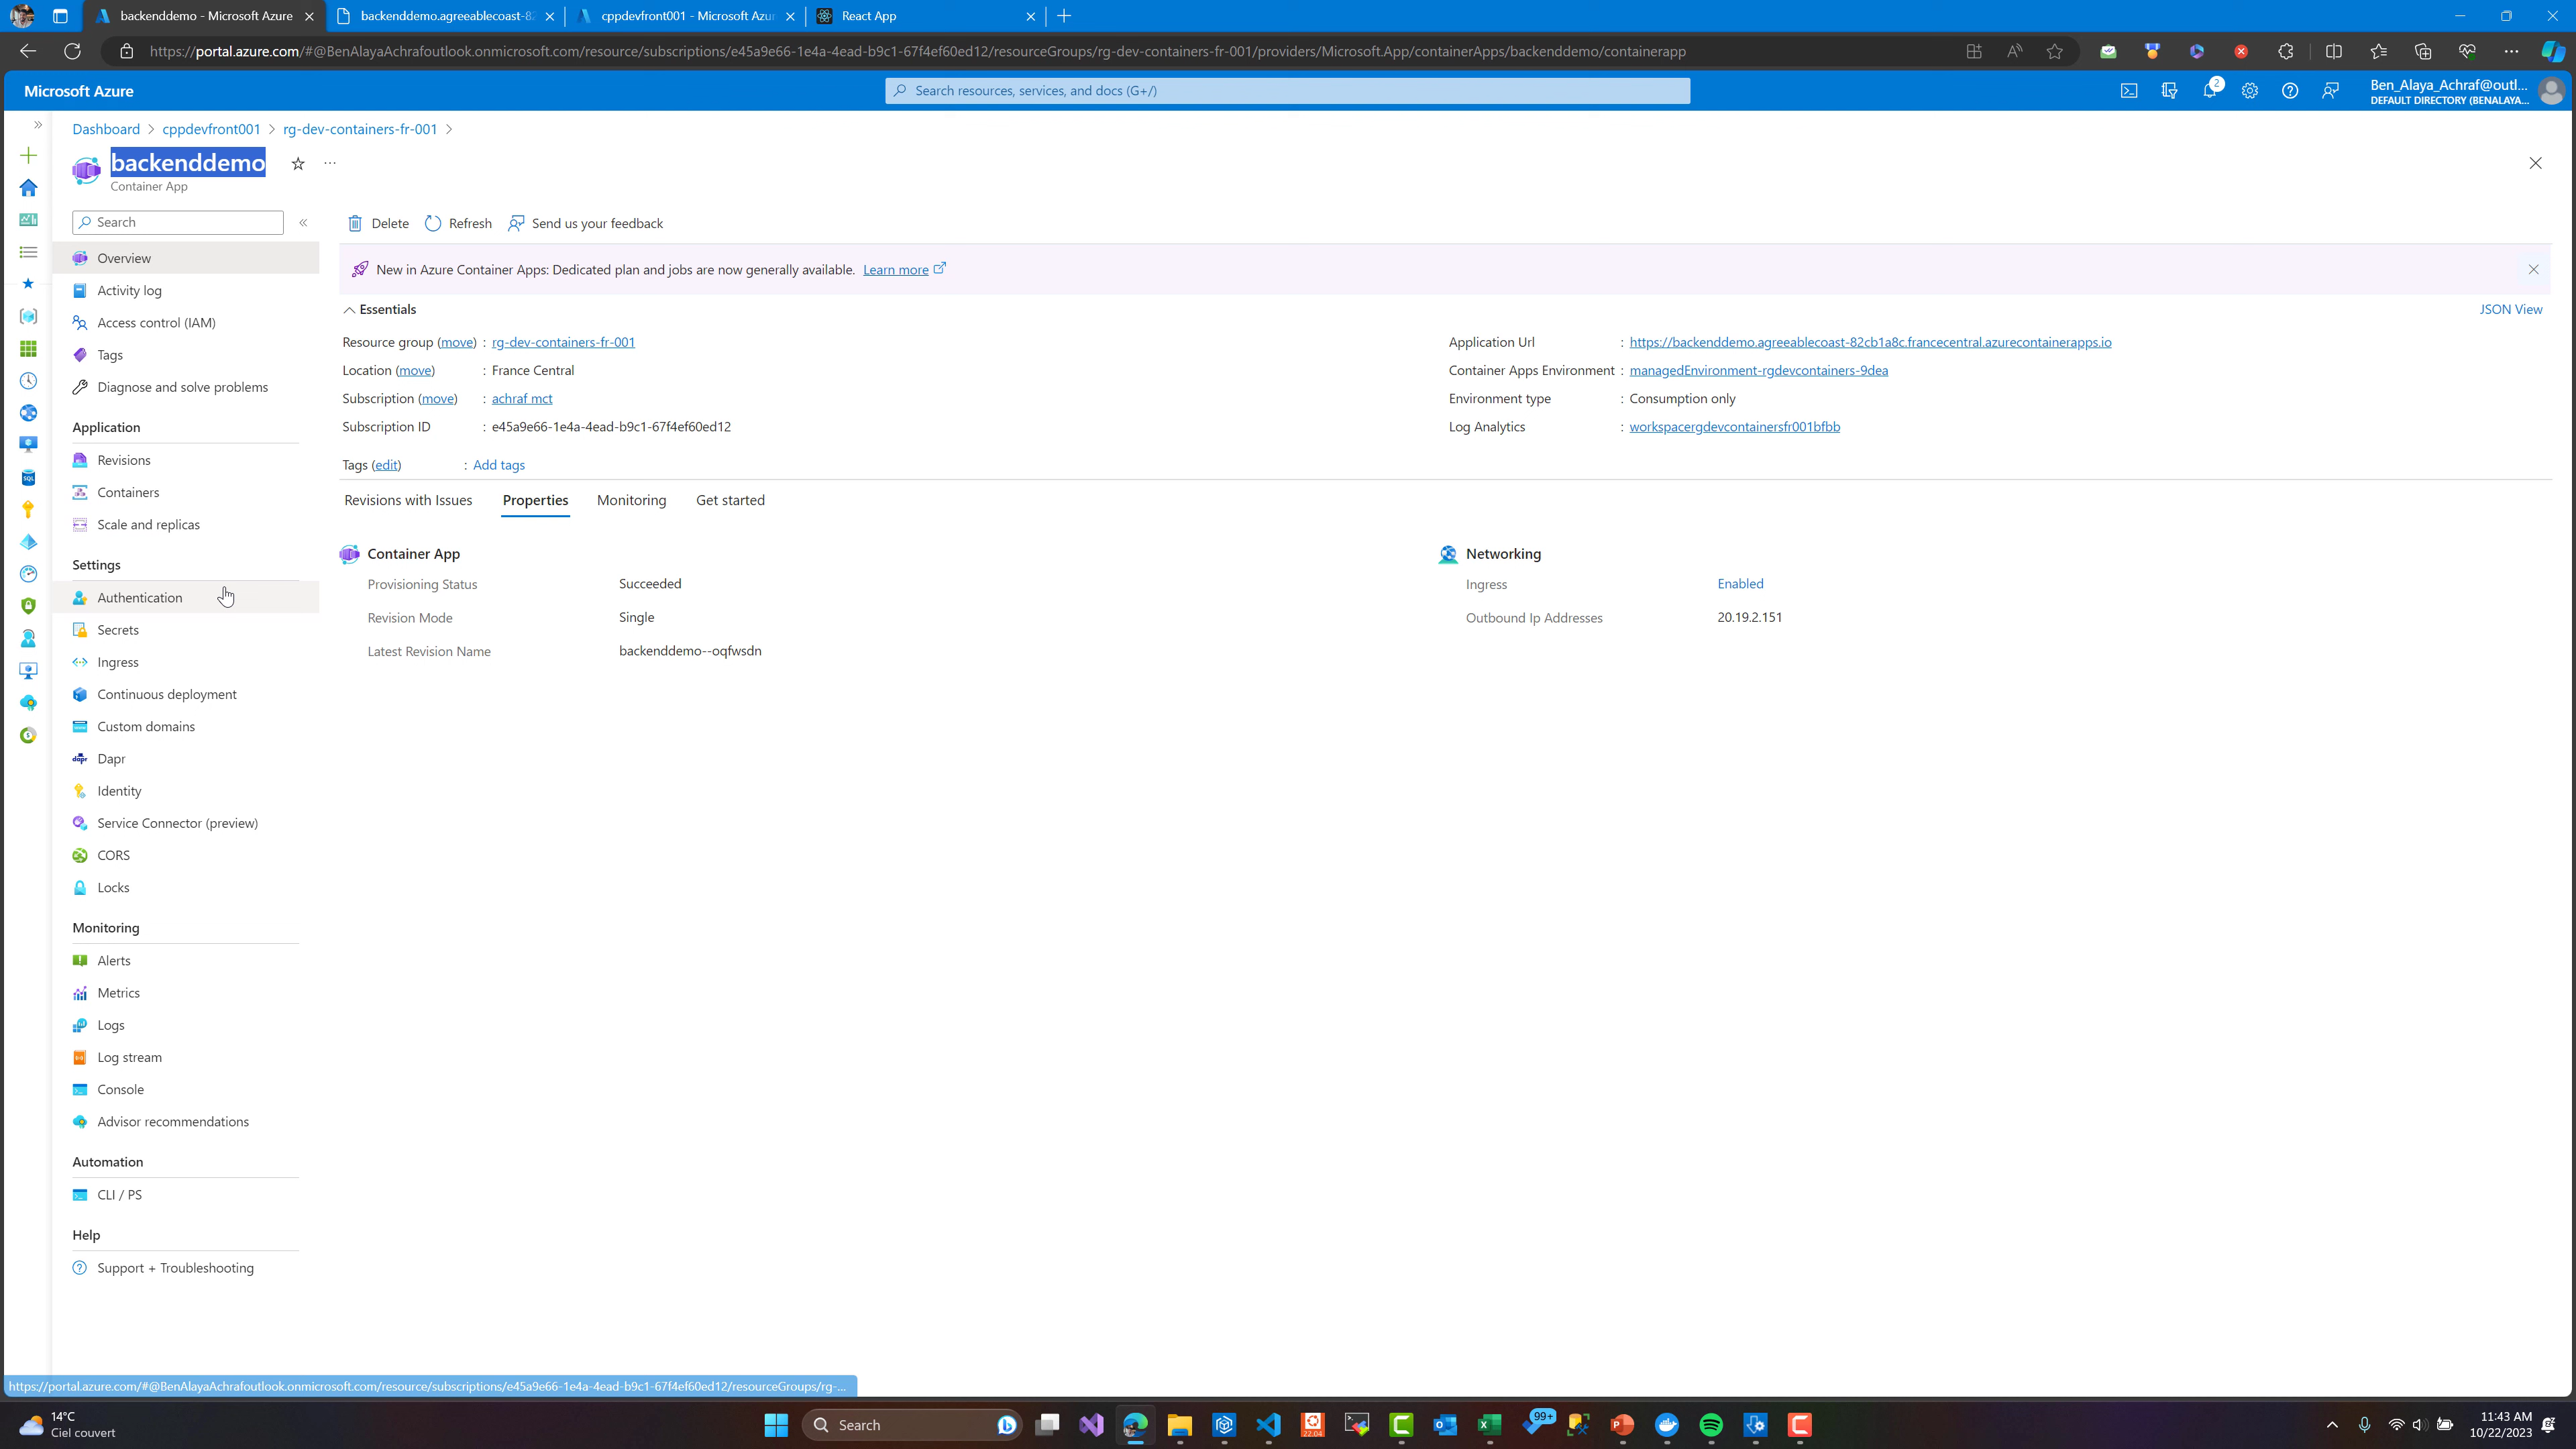 backenddemo - Microsoft Azure
backenddemo.agreeablecoast-82
cppdevfront001 - Microsoft Azu
React App
https://portal.azure.com/#@BenAlayaAchrafoutlook.onmicrosoft.com/resource/subscriptions/e45a9e66-1e4a-4ead-b9c1-67f4ef60ed12/resourceGroups/rg-dev-containers-fr-001/providers/Microsoft.App/containerApps/backenddemo/containerapp
Microsoft Azure
Search resources, services, and docs (G+/)
2
Ben_Alaya_Achraf@outl...
DEFAULT DIRECTORY (BENALAYA...
Dashboard > cppdevfront001 > rg-dev-containers-fr-001 >
backenddemo
Container App
Search
Delete
Refresh
Send us your feedback
Overview
Activity log
Access control (IAM)
Tags
Diagnose and solve problems
Application
Revisions
Containers
Scale and replicas
Settings
Authentication
Secrets
Ingress
Continuous deployment
Custom domains
Dapr
Identity
Service Connector (preview)
CORS
Locks
Monitoring
Alerts
Metrics
Logs
Log stream
Console
Advisor recommendations
Automation
CLI / PS
Help
Support + Troubleshooting
New in Azure Container Apps: Dedicated plan and jobs are now generally available. Learn more
Essentials
JSON View
Resource group (move) : rg-dev-containers-fr-001
Location (move) : France Central
Subscription (move) : achraf mct
Subscription ID : e45a9e66-1e4a-4ead-b9c1-67f4ef60ed12
Tags (edit) : Add tags
Application Url : https://backenddemo.agreeablecoast-82cb1a8c.francecentral.azurecontainerapps.io
Container Apps Environment : managedEnvironment-rgdevcontainers-9dea
Environment type : Consumption only
Log Analytics : workspacergdevcontainersfr001bfbb
Revisions with Issues
Properties
Monitoring
Get started
Container App
Provisioning Status Succeeded
Revision Mode Single
Latest Revision Name backenddemo--oqfwsdn
Networking
Ingress Enabled
Outbound Ip Addresses 20.19.2.151
https://portal.azure.com/#@BenAlayaAchrafoutlook.onmicrosoft.com/resource/subscriptions/e45a9e66-1e4a-4ead-b9c1-67f4ef60ed12/resourceGroups/rg-...
14°C
Ciel couvert
Search
22.04
99+
11:43 AM
10/22/2023